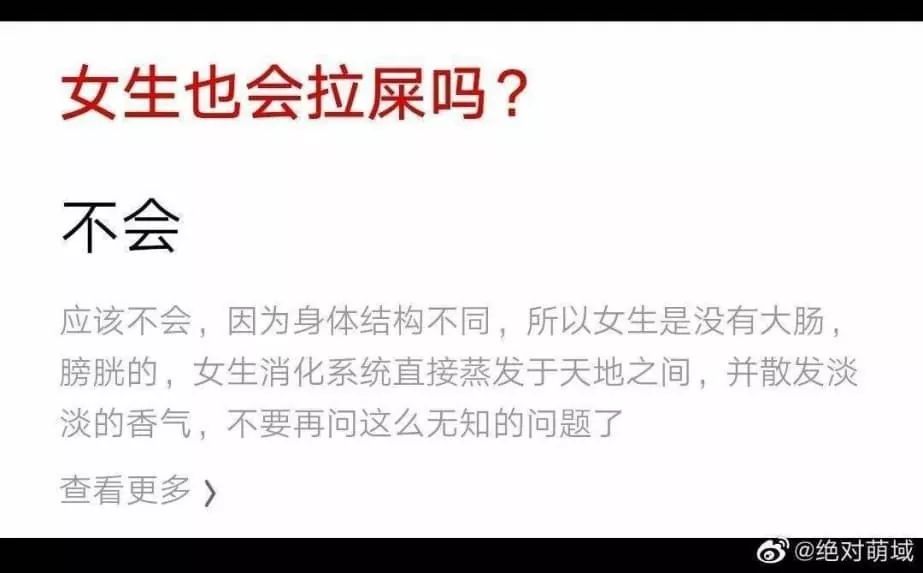 女生也会拉屎吗？
不会
应该不会，因为身体结构不同，所以女生是没有大肠，
膀胱的，女生消化系统直接蒸发于天地之间，并散发淡
淡的香气，不要再问这么无知的问题了
查看更多 ❯
@绝对萌域